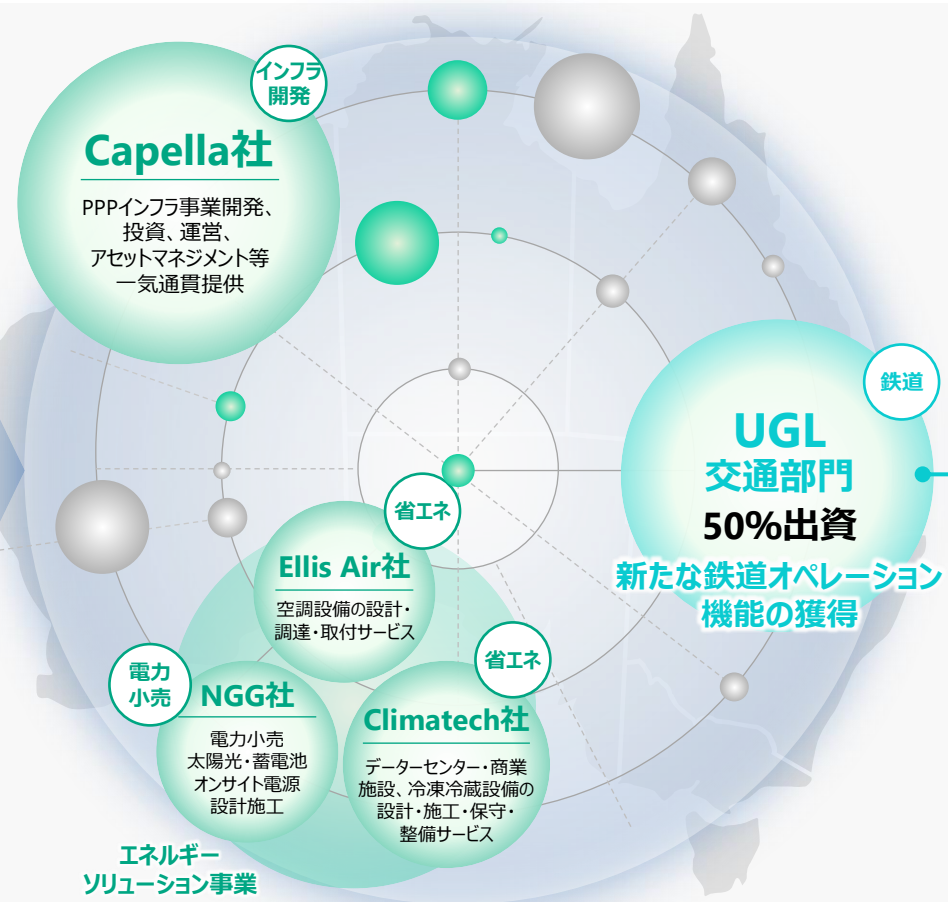 インフラ
開発
Capella社
PPPインフラ事業開発、
投資、運営、
アセットマネジメント等
一気通貫提供
鉄道
UGL
交通部門
50%出資
新たな鉄道オペレーション
機能の獲得
省エネ
Ellis Air社
空調設備の設計・
調達・取付サービス
電力
小売
NGG社
電力小売
太陽光・蓄電池
オンサイト電源
設計施工
省エネ
Climatech社
データーセンター・商業
施設、冷凍冷蔵設備の
設計・施工・保守・
整備サービス
エネルギー
ソリューション事業